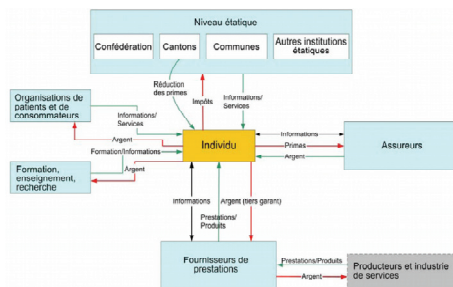 Niveau étatique
Confédération
Cantons
Communes
Autres institutions
étatiques
Réduction
des primes
Impôts
Informations/
Services
Organisations de
patients et de
consommateurs
Informations/
Services
Argent
Formation/Informations
Argent
Formation,
enseignement,
recherche
Individu
Informations
Primes
Argent
Assureurs
Informations
Prestations/
Produits
Argent (tiers garant)
Fournisseurs de
prestations
Prestations/Produits
Argent
Producteurs et industrie
de services